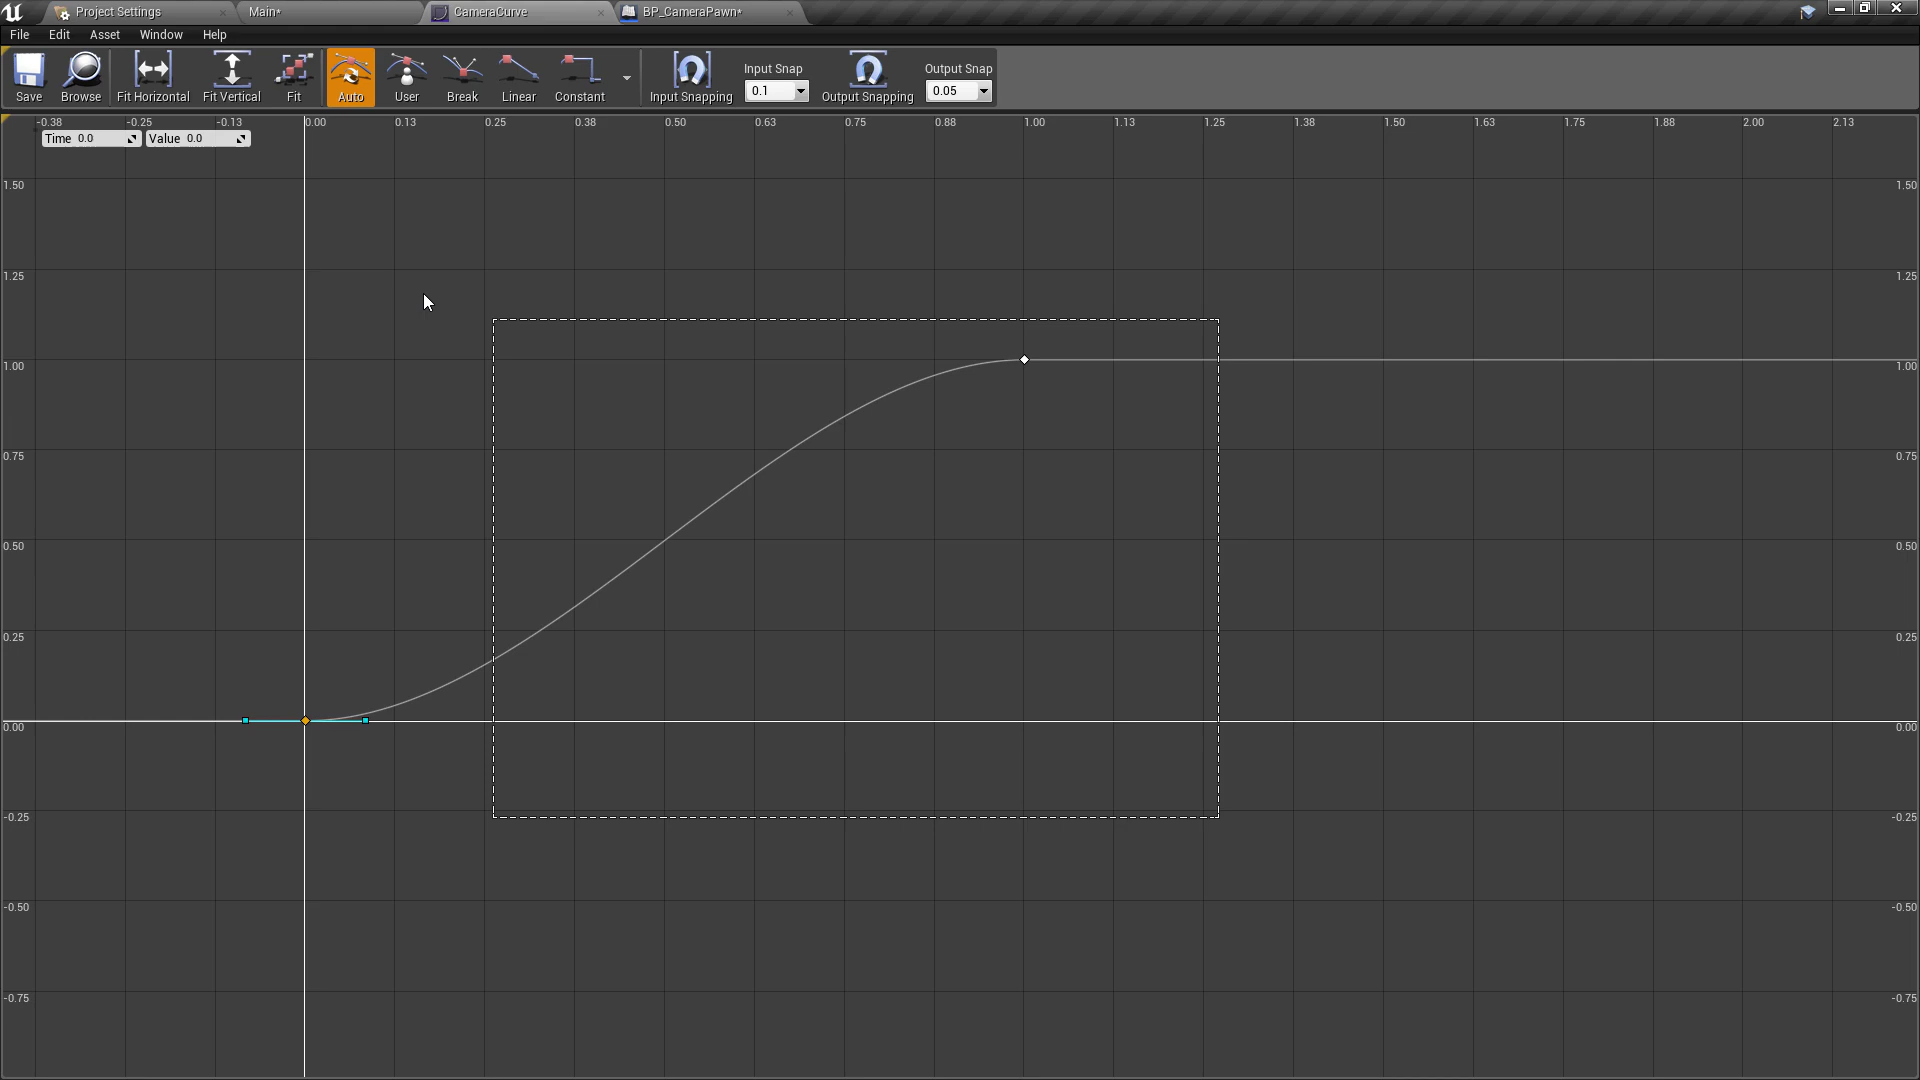 Project Settings
Main*
CameraCurve
BP_CameraPawn*
File Edit Asset Window Help
Save
Browse
Fit Horizontal
Fit Vertical
Fit
Auto
User
Break
Linear
Constant
Input Snapping
Input Snap
0.1
Output Snapping
Output Snap
0.05
-0.38 -0.25 -0.13 0.00 0.13 0.25 0.38 0.50 0.63 0.75 0.88 1.00 1.13 1.25 1.38 1.50 1.63 1.75 1.88 2.00 2.13
Time 0.0 Value 0.0
1.50 1.50
1.25 1.25
1.00 1.00
0.75 0.75
0.50 0.50
0.25 0.25
0.00 0.00
-0.25 -0.25
-0.50 -0.50
-0.75 -0.75